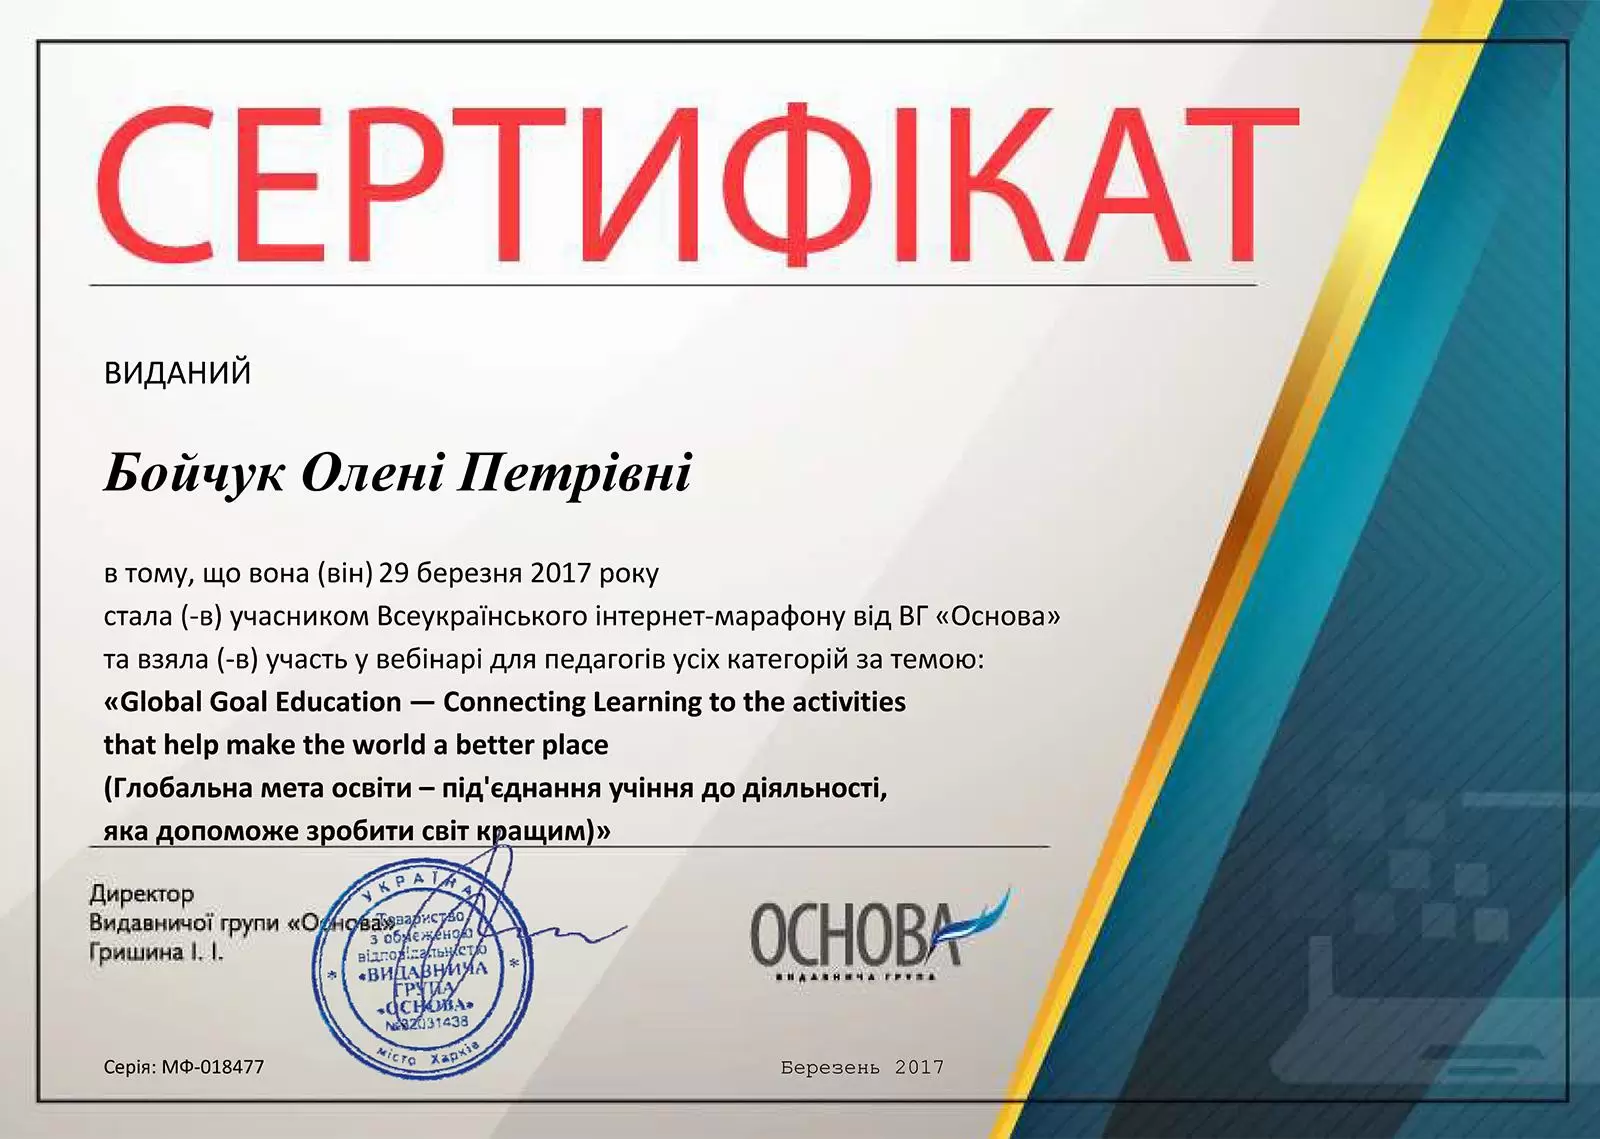 СЕРТИФІКАТ
ВИДАНИЙ
Бойчук Олені Петрівні
в тому, що вона (він) 29 березня 2017 року
стала (-в) учасником Всеукраїнського інтернет-марафону від ВГ «Основа»
та взяла (-в) участь у вебінарі для педагогів усіх категорій за темою:
«Global Goal Education — Connecting Learning to the activities
that help make the world a better place
(Глобальна мета освіти – під'єднання учіння до діяльності,
яка допоможе зробити світ кращим)»
Директор
Видавничої групи «Основа»
Гришина І. І.
УКРАЇНА
Товариство
з обмеженою
відповідальністю
«ВИДАВНИЧА
ГРУПА
«ОСНОВА»
№32031438
місто Харків
ОСНОВА
ВИДАВНИЧА ГРУПА
Серія: МФ-018477
Березень 2017